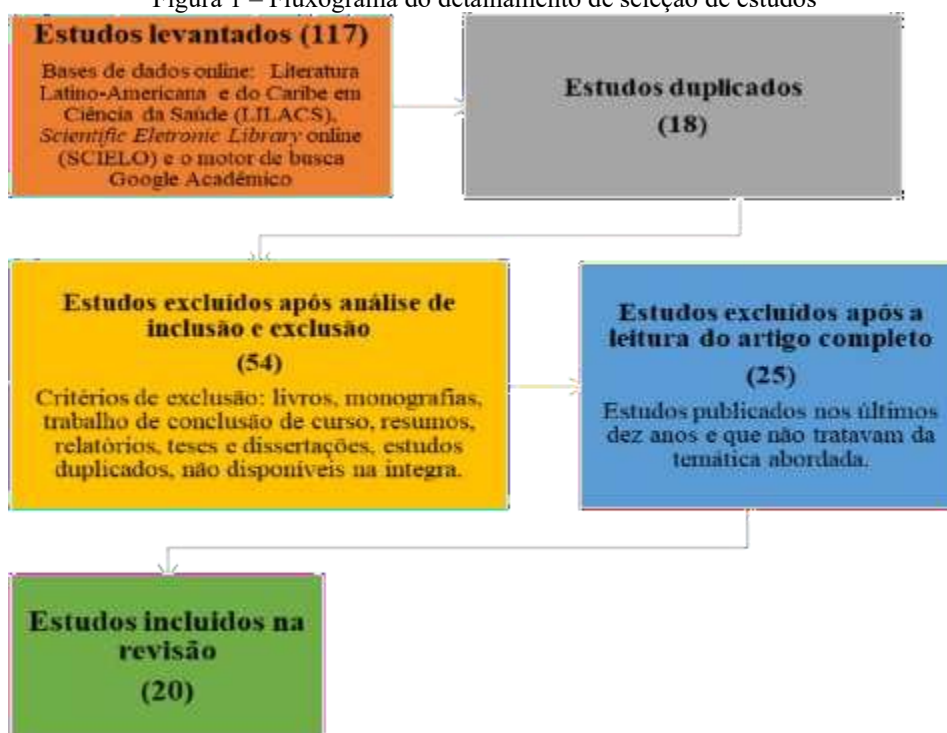 Figura 1 – Fluxograma do detalhamento de seleção de estudos
Estudos levantados (117)
Bases de dados online: Literatura
Latino-Americana e do Caribe em
Ciência da Saúde (LILACS),
Scientific Eletronic Library online
(SCIELO) e o motor de busca
Google Acadêmico
Estudos duplicados
(18)
Estudos excluídos após análise de
inclusão e exclusão
(54)
Critérios de exclusão: livros, monografias,
trabalho de conclusão de curso, resumos,
relatórios, teses e dissertações, estudos
duplicados, não disponíveis na integra.
Estudos excluídos após a
leitura do artigo completo
(25)
Estudos publicados nos últimos
dez anos e que não tratavam da
temática abordada.
Estudos incluidos na
revisão
(20)